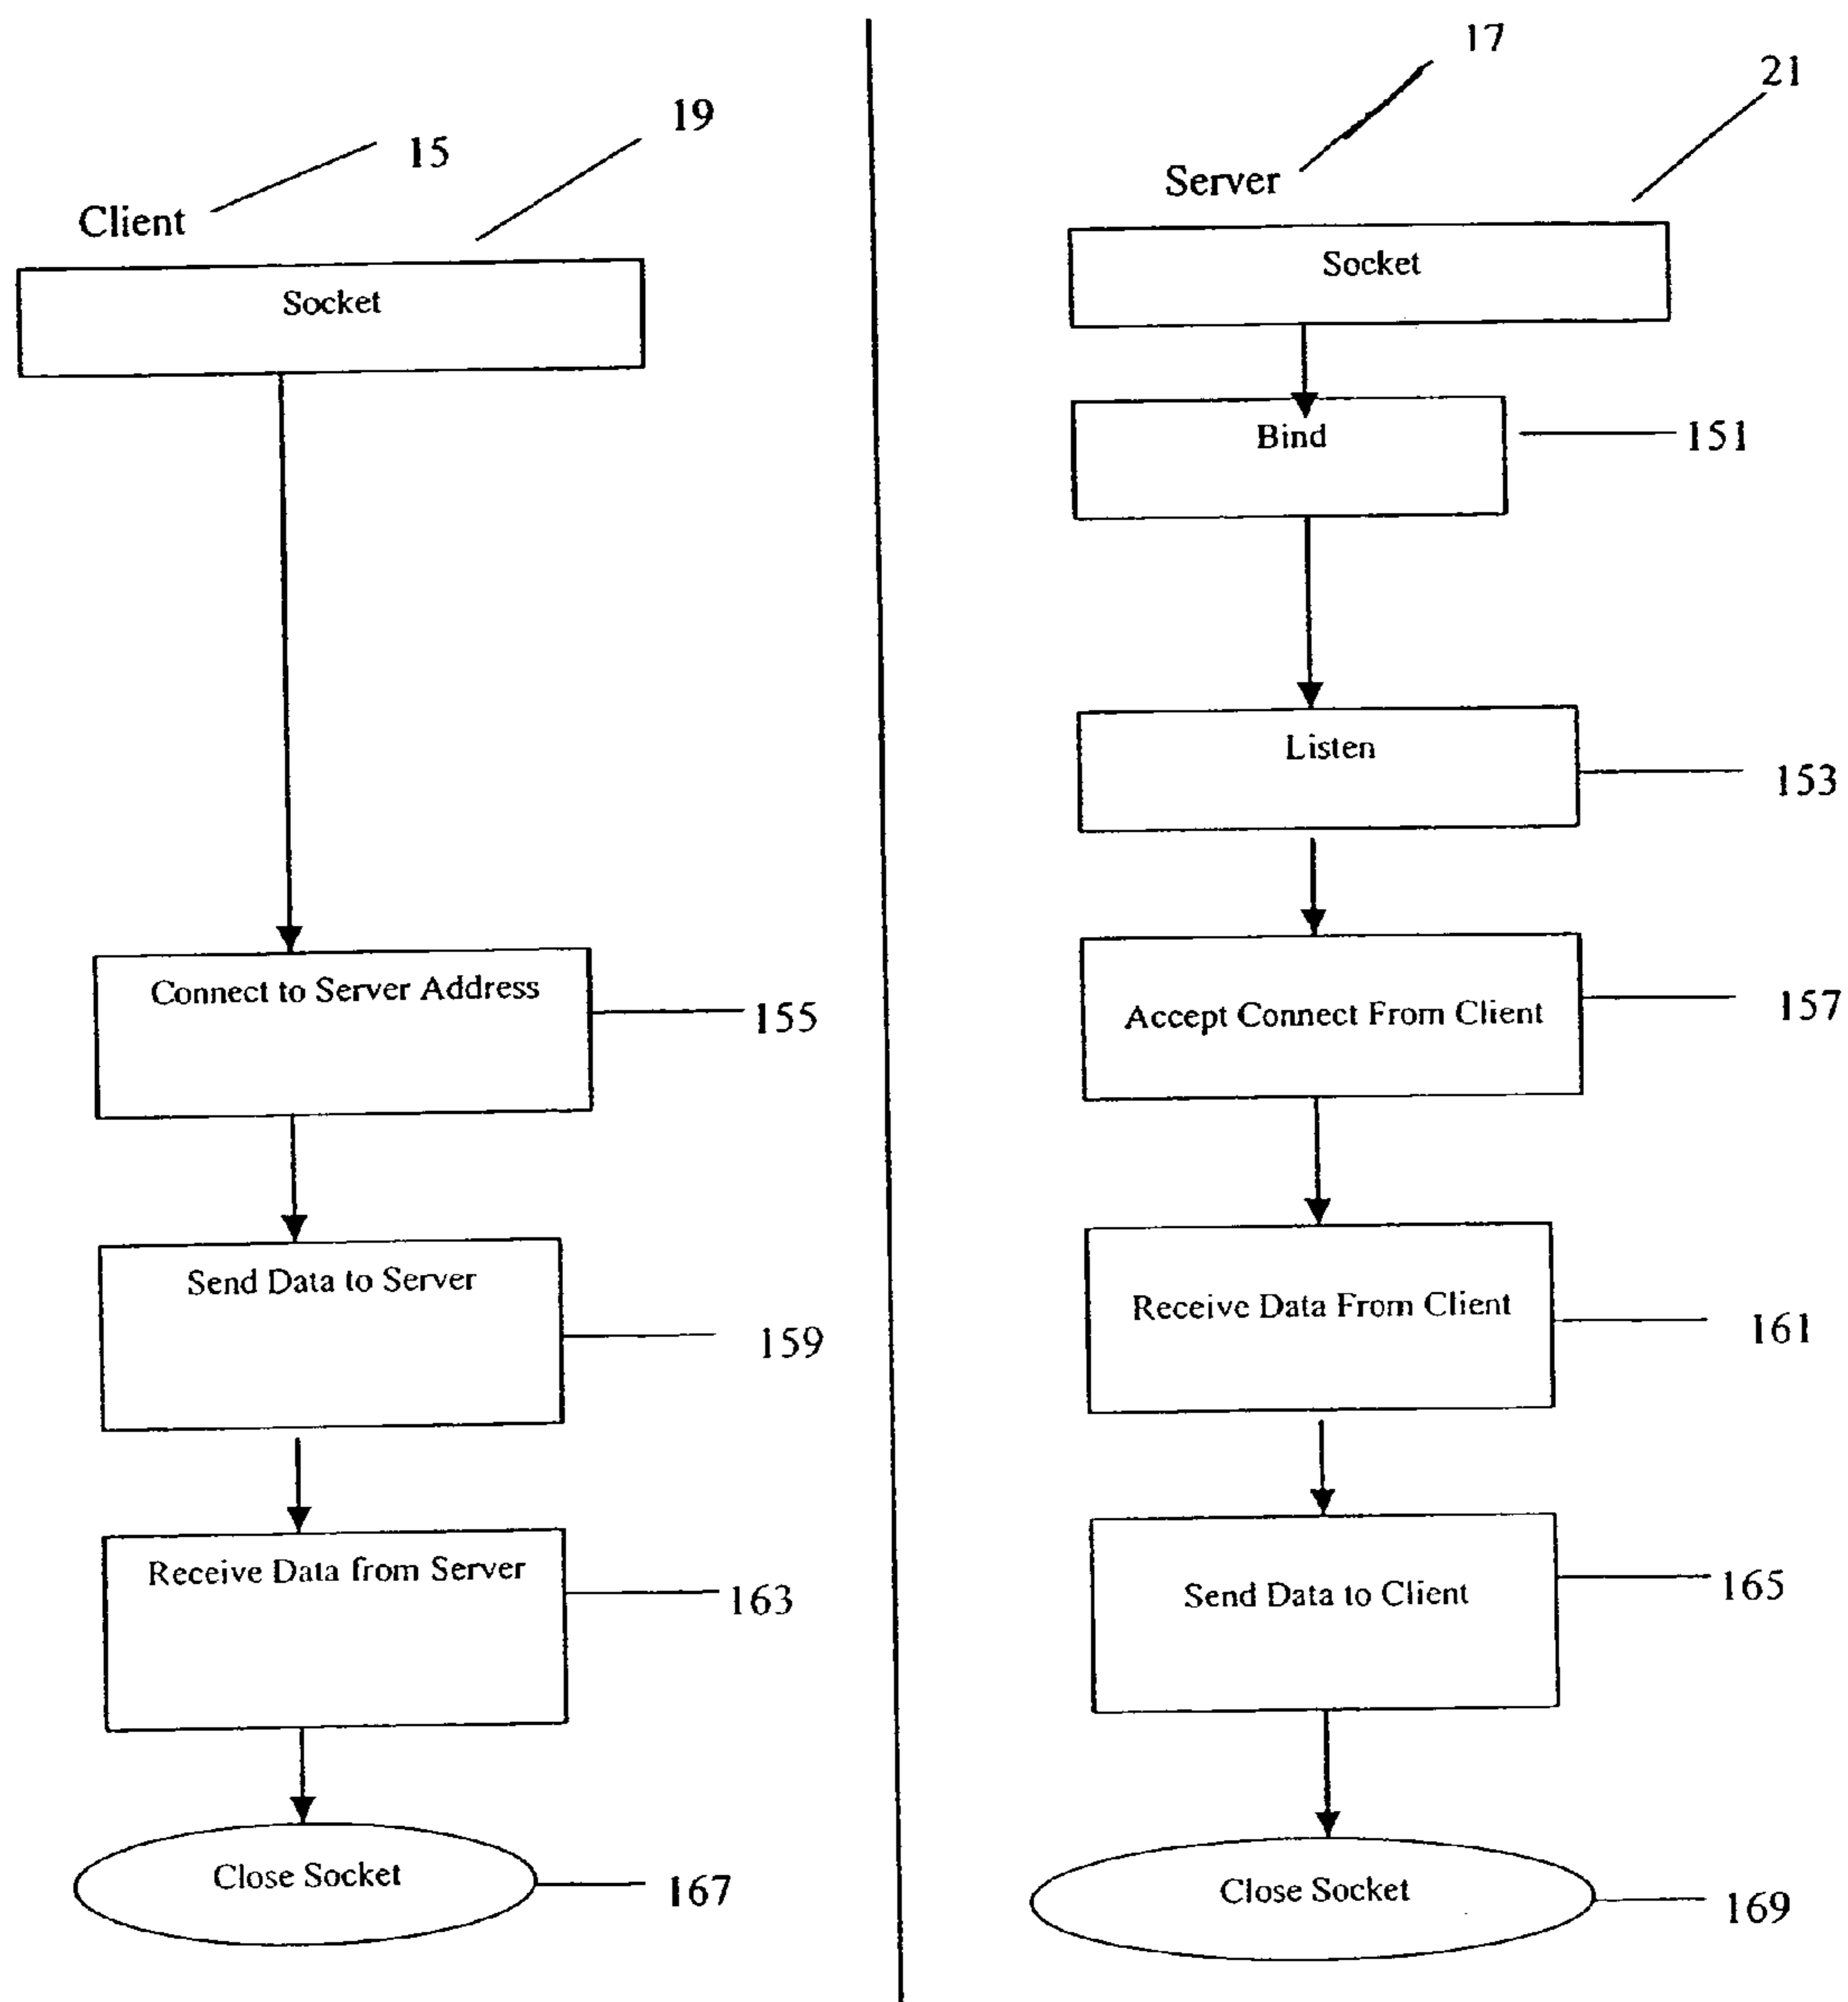 15
19
Client
Socket
Connect to Server Address
155
Send Data to Server
159
Receive Data from Server
163
Close Socket
167
17
21
Server
Socket
Bind
151
Listen
153
Accept Connect From Client
157
Receive Data From Client
161
Send Data to Client
165
Close Socket
169